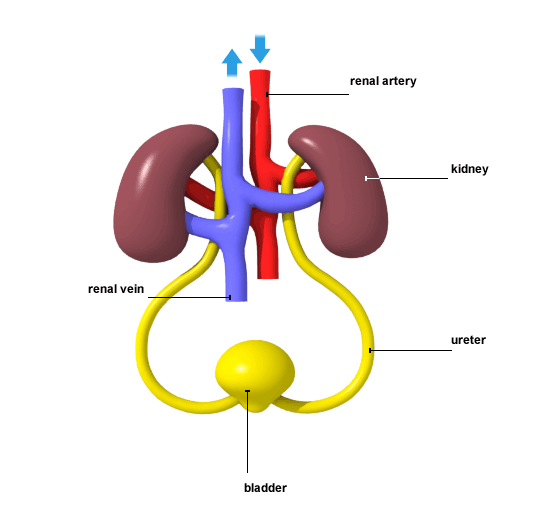 renal artery
kidney
renal vein
ureter
bladder